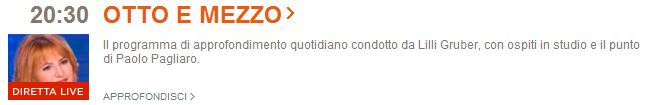 20:30 OTTO E MEZZO >
Il programma di approfondimento quotidiano condotto da Lilli Gruber, con ospiti in studio e il punto
di Paolo Pagliaro.
DIRETTA LIVE
APPROFONDISCI >